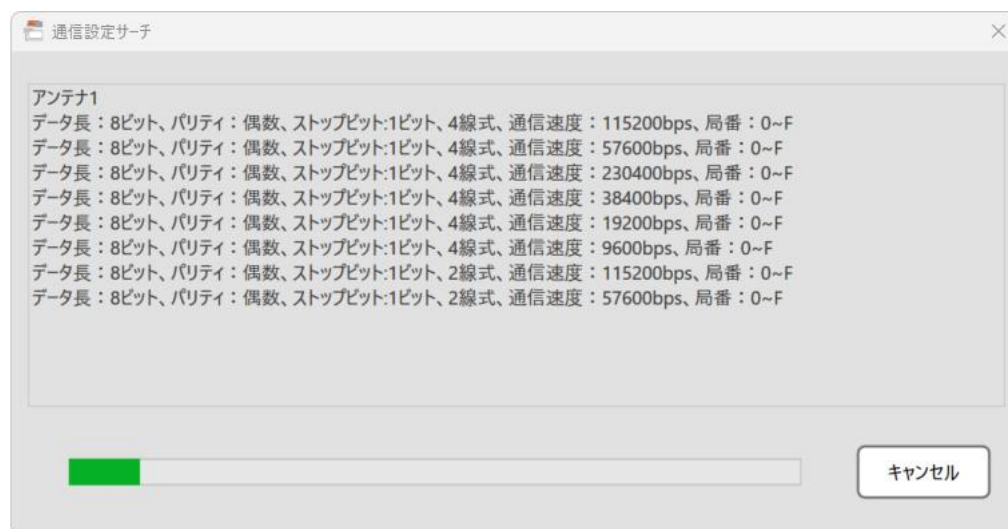 通信設定サーチ
アンテナ1
データ長：8ビット、パリティ：偶数、ストップビット:1ビット、4線式、通信速度：115200bps、局番：0~F
データ長：8ビット、パリティ：偶数、ストップビット:1ビット、4線式、通信速度：57600bps、局番：0~F
データ長：8ビット、パリティ：偶数、ストップビット:1ビット、4線式、通信速度：230400bps、局番：0~F
データ長：8ビット、パリティ：偶数、ストップビット:1ビット、4線式、通信速度：38400bps、局番：0~F
データ長：8ビット、パリティ：偶数、ストップビット:1ビット、4線式、通信速度：19200bps、局番：0~F
データ長：8ビット、パリティ：偶数、ストップビット:1ビット、4線式、通信速度：9600bps、局番：0~F
データ長：8ビット、パリティ：偶数、ストップビット:1ビット、2線式、通信速度：115200bps、局番：0~F
データ長：8ビット、パリティ：偶数、ストップビット:1ビット、2線式、通信速度：57600bps、局番：0~F
キャンセル